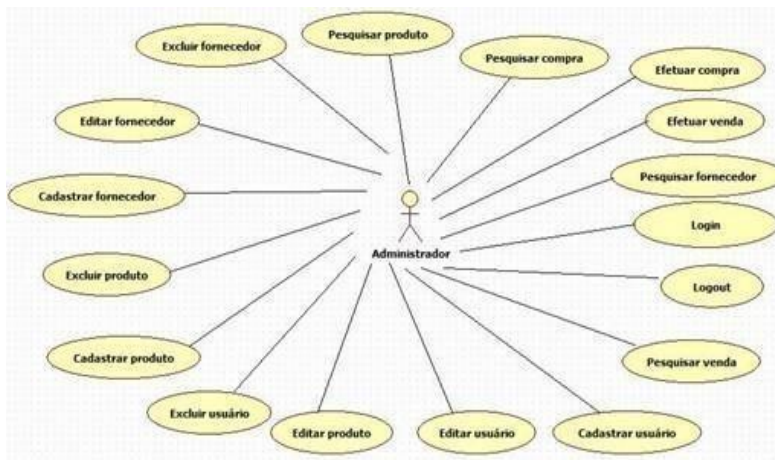 Pesquisar produto
Excluir fornecedor
Pesquisar compra
Efetuar compra
Editar fornecedor
Efetuar venda
Pesquisar fornecedor
Cadastrar fornecedor
Login
Administrador
Excluir produto
Logout
Cadastrar produto
Pesquisar venda
Excluir usuário
Editar produto
Editar usuário
Cadastrar usuário